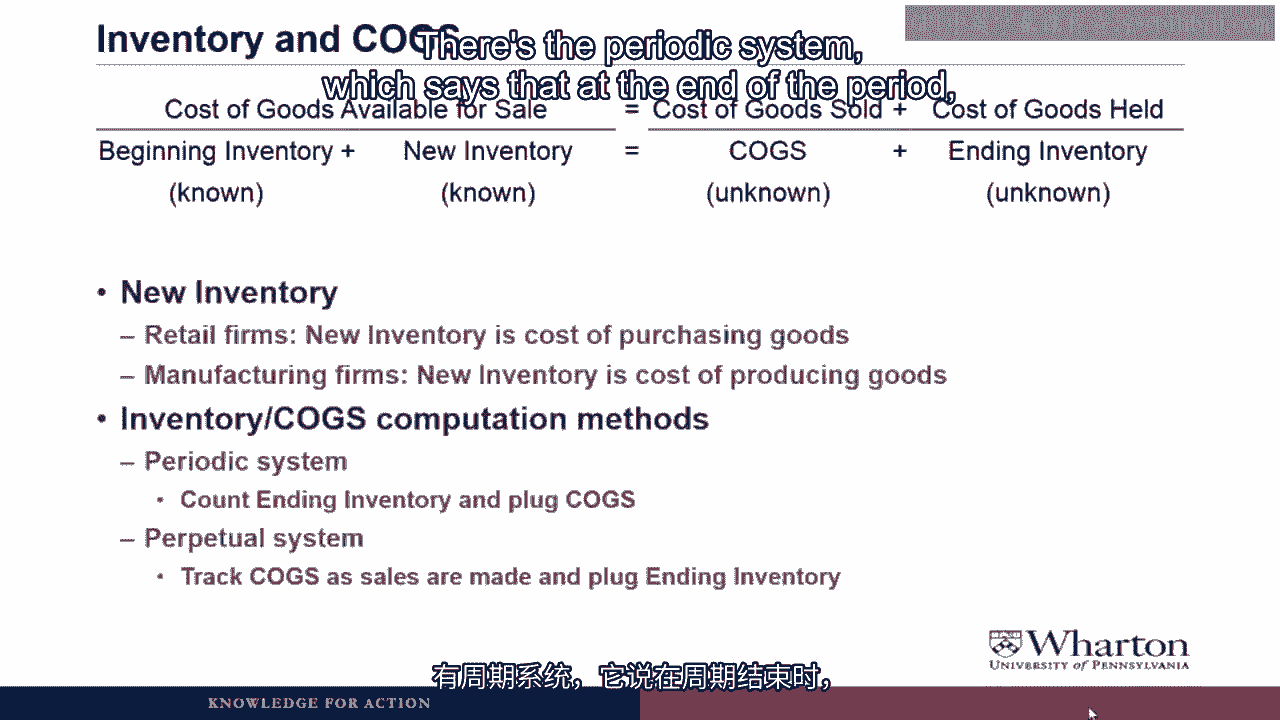 Inventory and COGS
There's the periodic system,
which says that at the end of the period,
Cost of Goods Available for Sale = Cost of Goods Sold + Cost of Goods Held
Beginning Inventory + New Inventory = COGS + Ending Inventory
(known) (known) (unknown) (unknown)
• New Inventory
– Retail firms: New Inventory is cost of purchasing goods
– Manufacturing firms: New Inventory is cost of producing goods
• Inventory/COGS computation methods
– Periodic system
• Count Ending Inventory and plug COGS
– Perpetual system
• Track COGS as sales are made and plug Ending Inventory
Wharton
UNIVERSITY of PENNSYLVANIA
有周期系统，它说在周期结束时，
KNOWLEDGE FOR ACTION